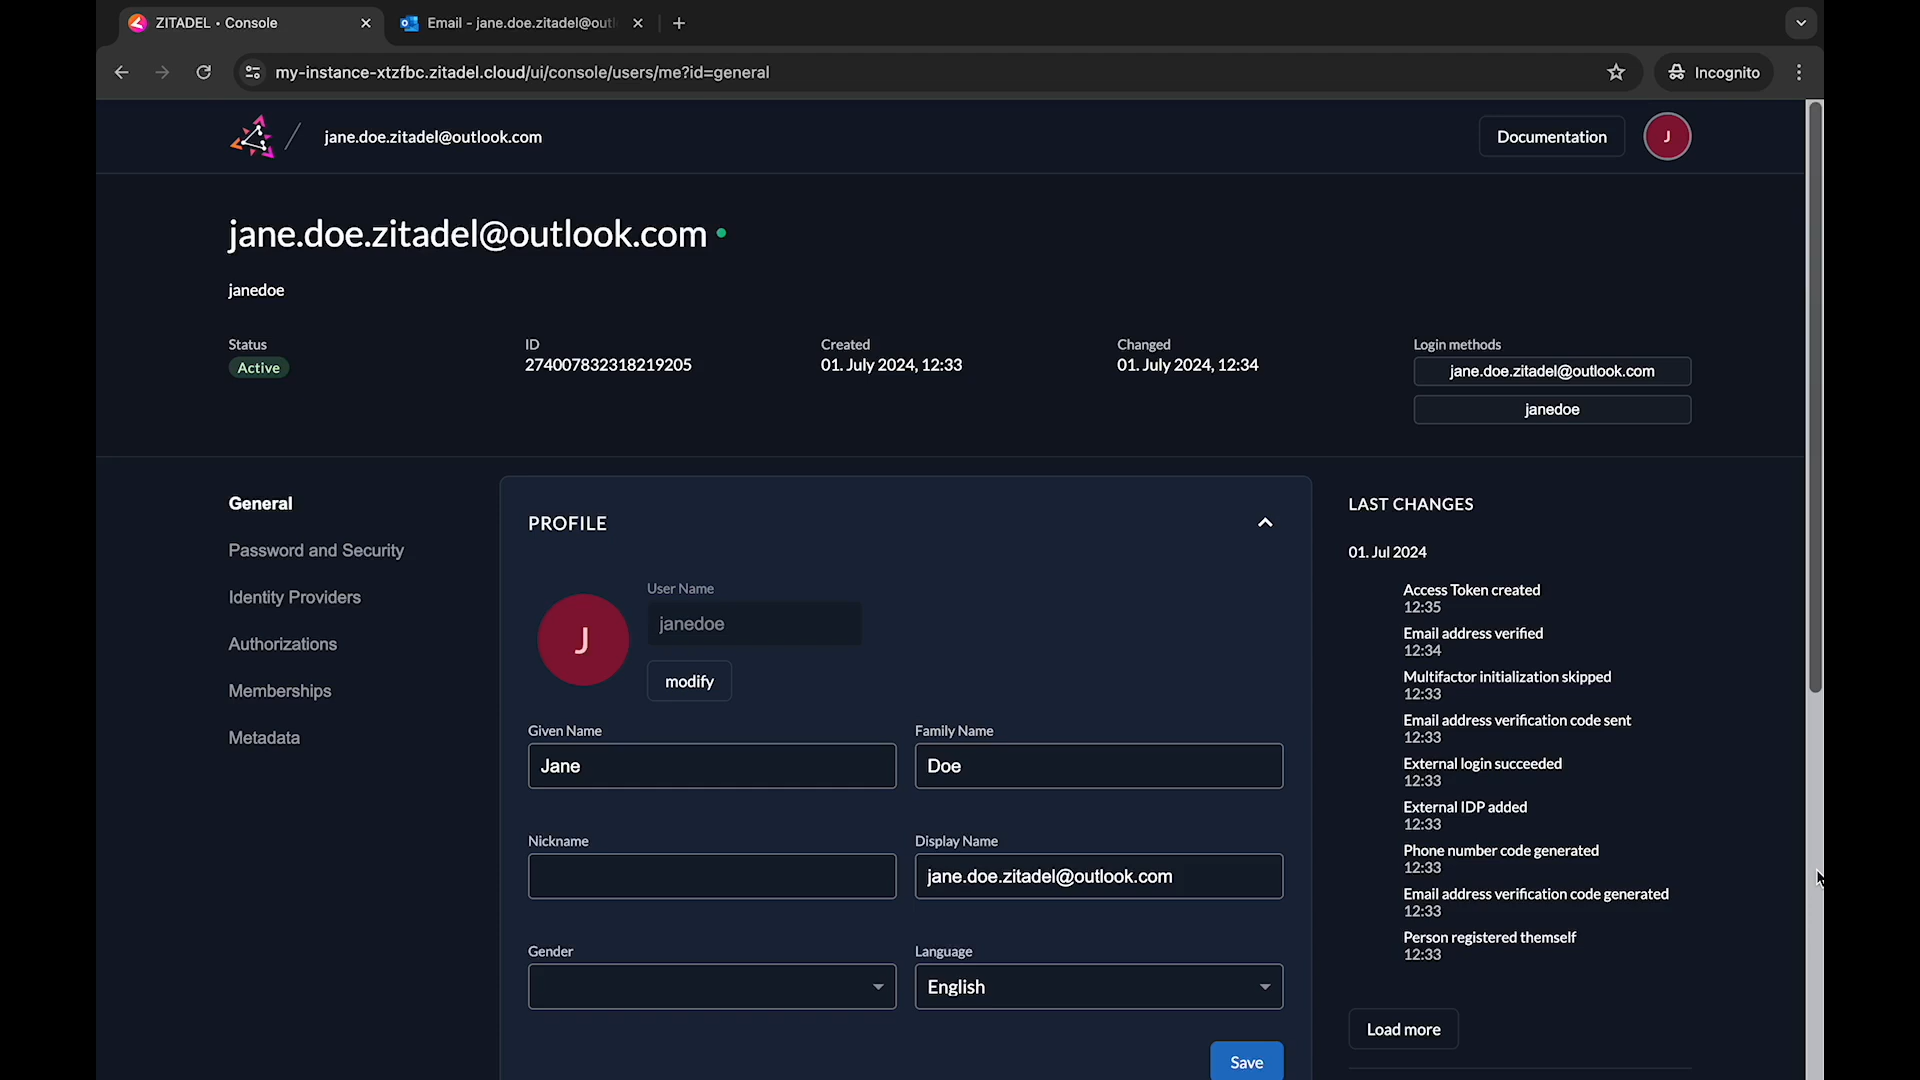 ZITADEL • Console
Email - jane.doe.zitadel@outl
my-instance-xtzfbc.zitadel.cloud/ui/console/users/me?id=general
Incognito
jane.doe.zitadel@outlook.com
Documentation
J
jane.doe.zitadel@outlook.com
janedoe
Status
Active
ID
274007832318219205
Created
01. July 2024, 12:33
Changed
01. July 2024, 12:34
Login methods
jane.doe.zitadel@outlook.com
janedoe
General
Password and Security
Identity Providers
Authorizations
Memberships
Metadata
PROFILE
J
User Name
janedoe
modify
Given Name
Jane
Family Name
Doe
Nickname
Display Name
jane.doe.zitadel@outlook.com
Gender
Language
English
Save
LAST CHANGES
01. Jul 2024
Access Token created
12:35
Email address verified
12:34
Multifactor initialization skipped
12:33
Email address verification code sent
12:33
External login succeeded
12:33
External IDP added
12:33
Phone number code generated
12:33
Email address verification code generated
12:33
Person registered themself
12:33
Load more